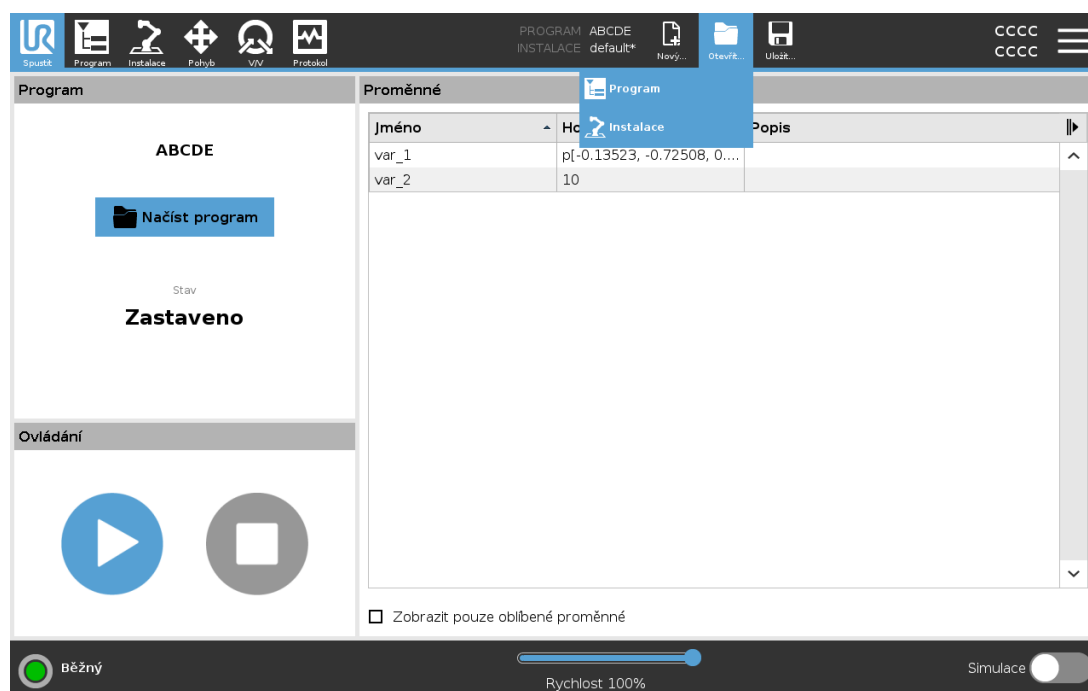 Spustit
Program
Instalace
Pohyb
V/V
Protokol
PROGRAM ABCDE
INSTALACE default*
Nový...
Otevřít...
Uložit...
CCCC
CCCC
Program
Instalace
Program
ABCDE
Načíst program
Stav
Zastaveno
Ovládání
Proměnné
Jméno Popis
var_1 p[-0.13523, -0.72508, 0....
var_2 10
Zobrazit pouze oblíbené proměnné
Běžný
Rychlost 100%
Simulace